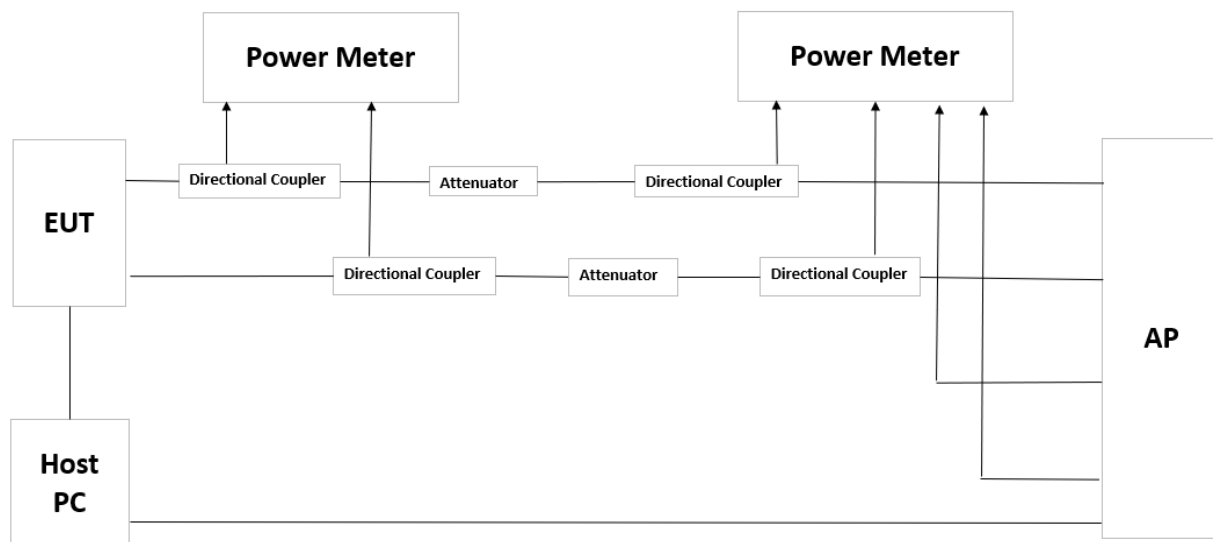 Power Meter
Power Meter
Directional Coupler
Attenuator
Directional Coupler
EUT
Directional Coupler
Attenuator
Directional Coupler
AP
Host
PC